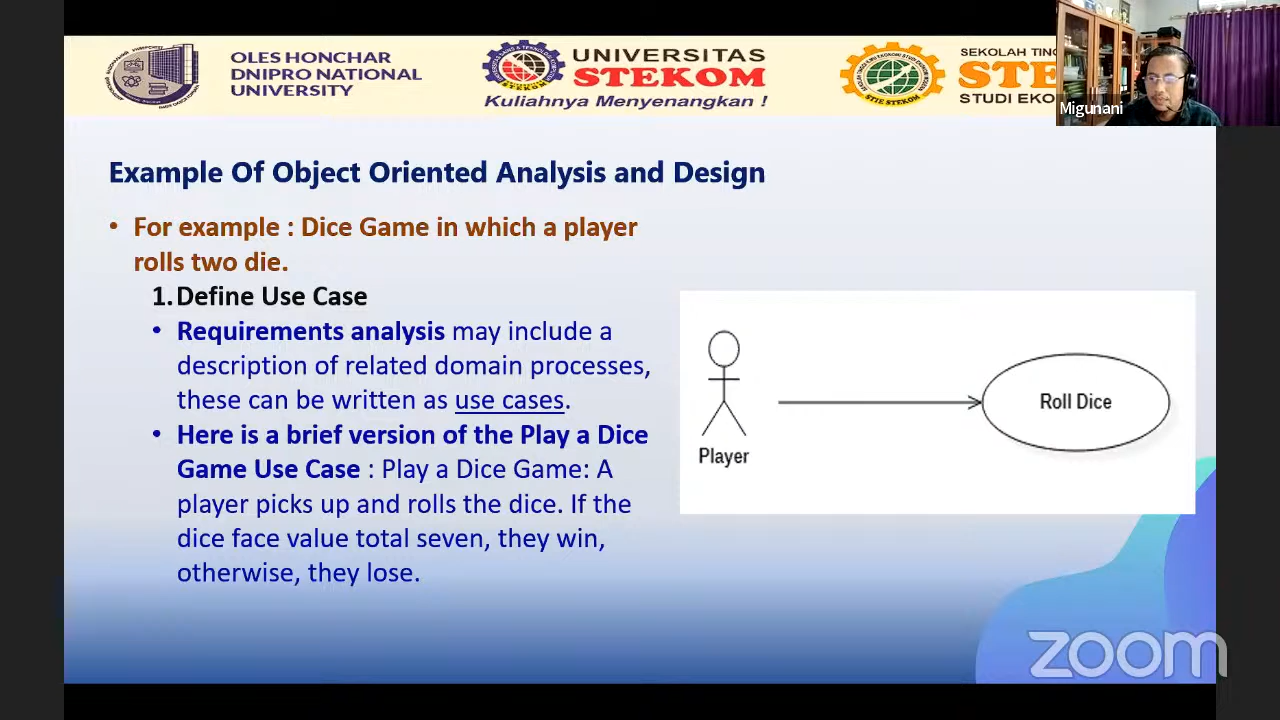 OLES HONCHAR
DNIPRO NATIONAL
UNIVERSITY
UNIVERSITAS
STEKOM
Kuliahnya Menyenangkan !
SEKOLAH
STE
STUDI
Migunani
Example Of Object Oriented Analysis and Design
• For example : Dice Game in which a player
rolls two die.
1. Define Use Case
• Requirements analysis may include a
description of related domain processes,
these can be written as use cases.
• Here is a brief version of the Play a Dice
Game Use Case : Play a Dice Game: A
player picks up and rolls the dice. If the
dice face value total seven, they win,
otherwise, they lose.
Player
Roll Dice
zoom